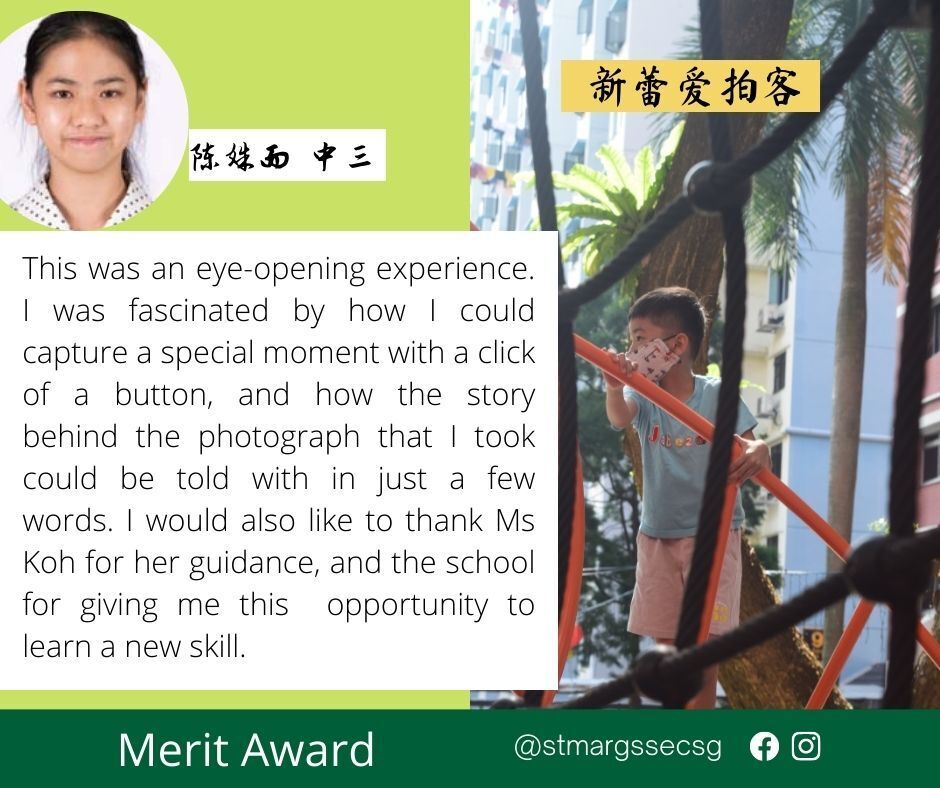 新蕾爱拍客
陈姝而 中三
This was an eye-opening experience.
I was fascinated by how I could
capture a special moment with a click
of a button, and how the story
behind the photograph that I took
could be told with in just a few
words. I would also like to thank Ms
Koh for her guidance, and the school
for giving me this  opportunity to
learn a new skill.
Jabez
Merit Award
@stmargssecsg